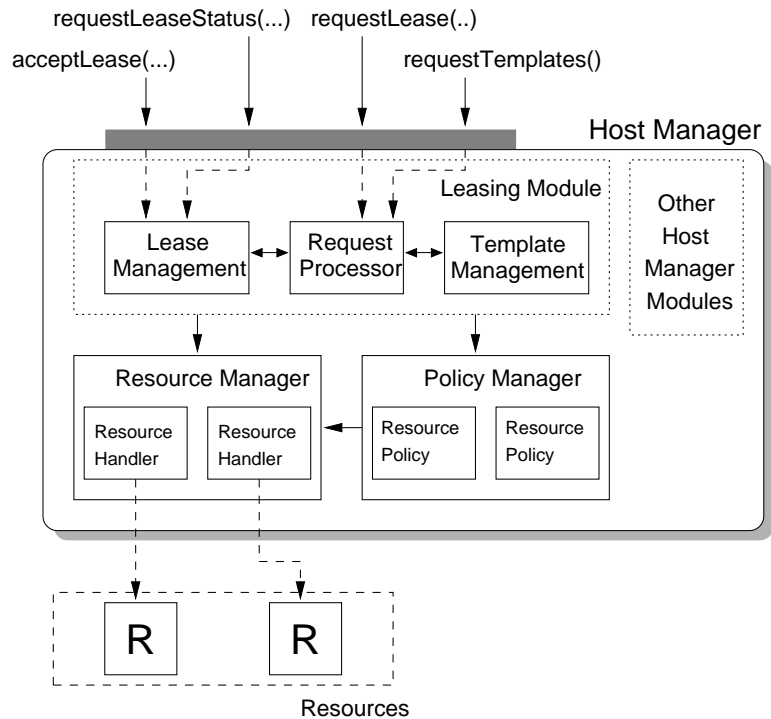 requestLeaseStatus(...)
requestLease(..)
acceptLease(...)
requestTemplates()
Host Manager
Leasing Module
Lease
Management
Request
Processor
Template
Management
Other
Host
Manager
Modules
Resource Manager
Resource
Handler
Resource
Handler
Policy Manager
Resource
Policy
Resource
Policy
R
R
Resources